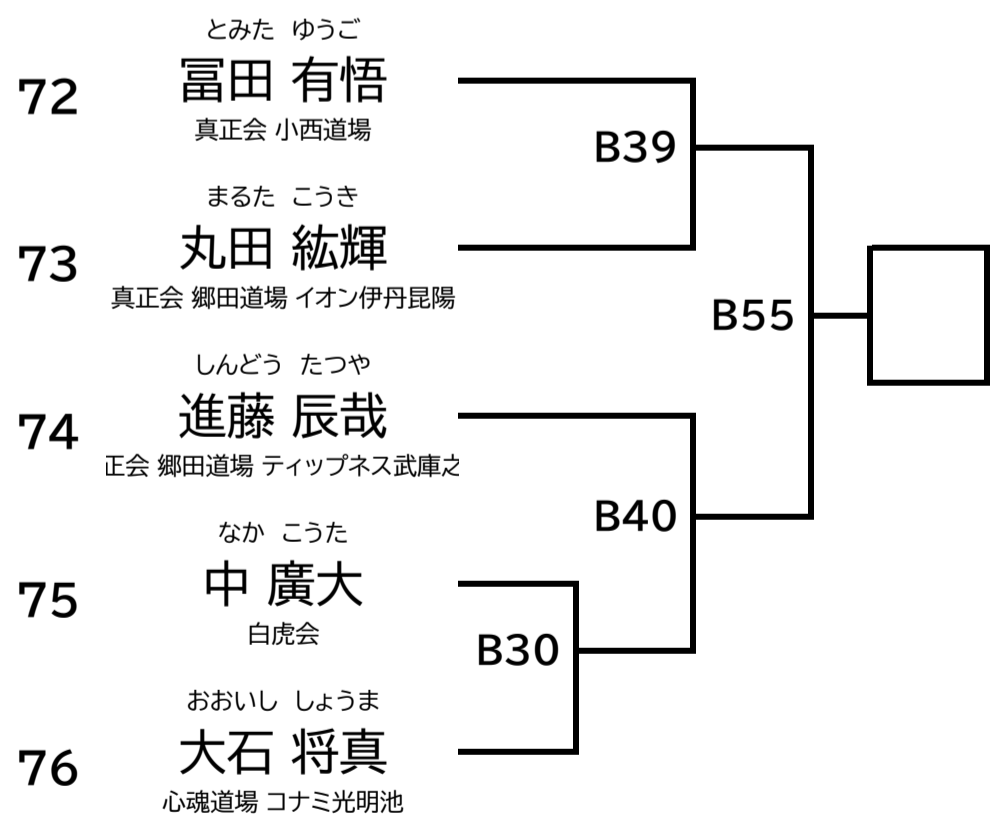 とみた ゆうご
72
冨田 有悟
真正会 小西道場
B39
まるた こうき
73
丸田 紘輝
真正会 郷田道場 イオン伊丹昆陽
B55
しんどう たつや
74
進藤 辰哉
正会 郷田道場 ティップネス武庫之
B40
なか こうた
75
中 廣大
白虎会
B30
おおいし しょうま
76
大石 将真
心魂道場 コナミ光明池